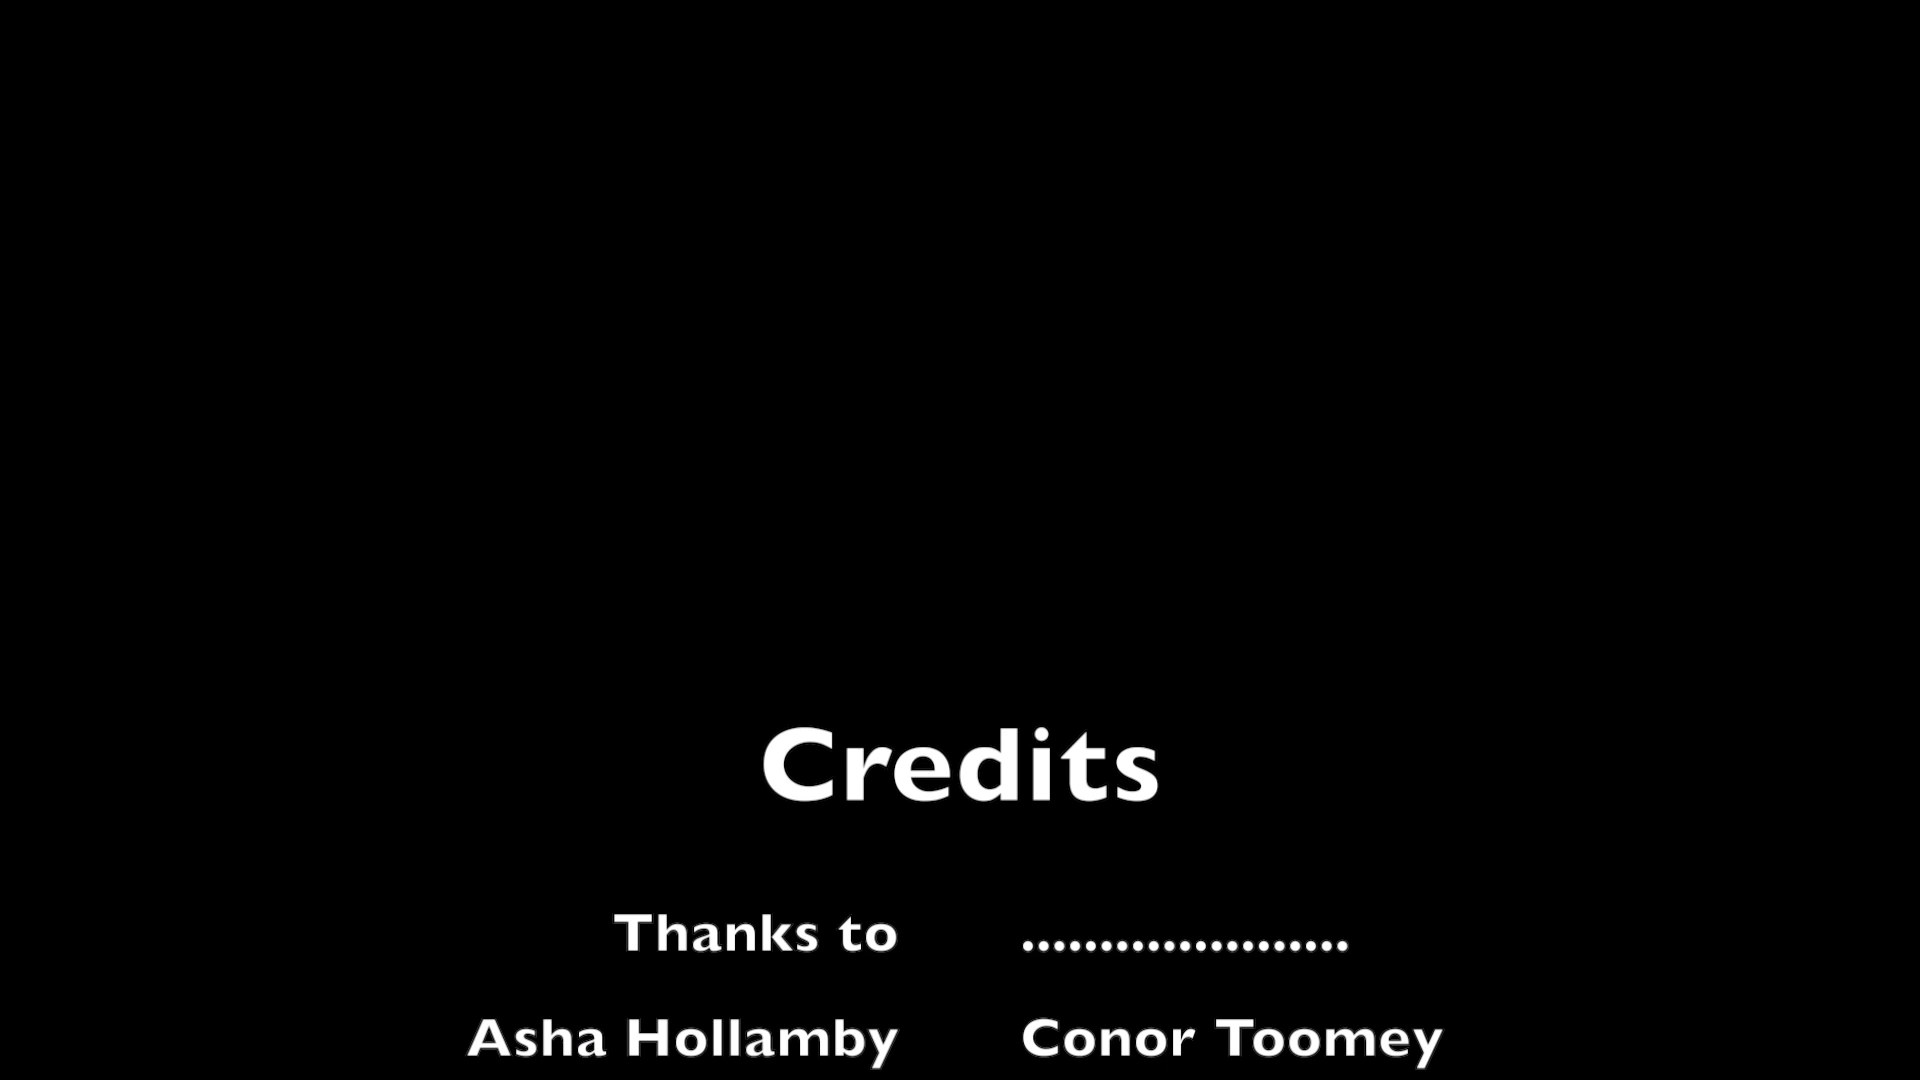 Credits
Thanks to .....................
Asha Hollamby Conor Toomey